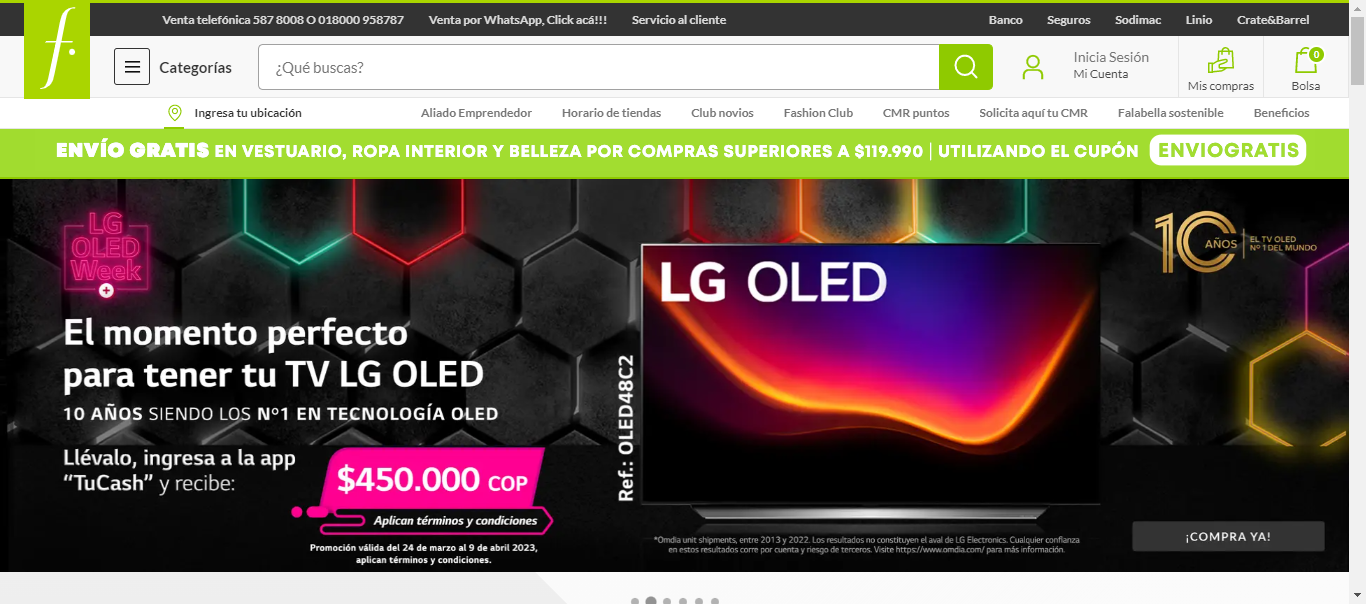 Venta telefónica 587 8008 O 018000 958787 Venta por WhatsApp, Click acá!!! Servicio al cliente Banco Seguros Sodimac Linio Crate&Barrel
f.
Categorías
¿Qué buscas?
Inicia Sesión
Mi Cuenta
Mis compras
0
Bolsa
Ingresa tu ubicación Aliado Emprendedor Horario de tiendas Club novios Fashion Club CMR puntos Solicita aquí tu CMR Falabella sostenible Beneficios
ENVÍO GRATIS EN VESTUARIO, ROPA INTERIOR Y BELLEZA POR COMPRAS SUPERIORES A $119.990 | UTILIZANDO EL CUPÓN ENVIOGRATIS
LG
OLED
Week
+
El momento perfecto
para tener tu TV LG OLED
10 AÑOS SIENDO LOS Nº1 EN TECNOLOGÍA OLED
Llévalo, ingresa a la app
“TuCash” y recibe:
$450.000 COP
Aplican términos y condiciones
Promoción válida del 24 de marzo al 9 de abril 2023,
aplican términos y condiciones.
Ref.: OLED48C2
LG OLED
10 AÑOS
EL TV OLED
Nº 1 DEL MUNDO
*Omdia unit shipments, entre 2013 y 2022. Los resultados no constituyen el aval de LG Electronics. Cualquier confianza
en estos resultados corre por cuenta y riesgo de terceros. Visite https://www.omdia.com/ para más información.
¡COMPRA YA!